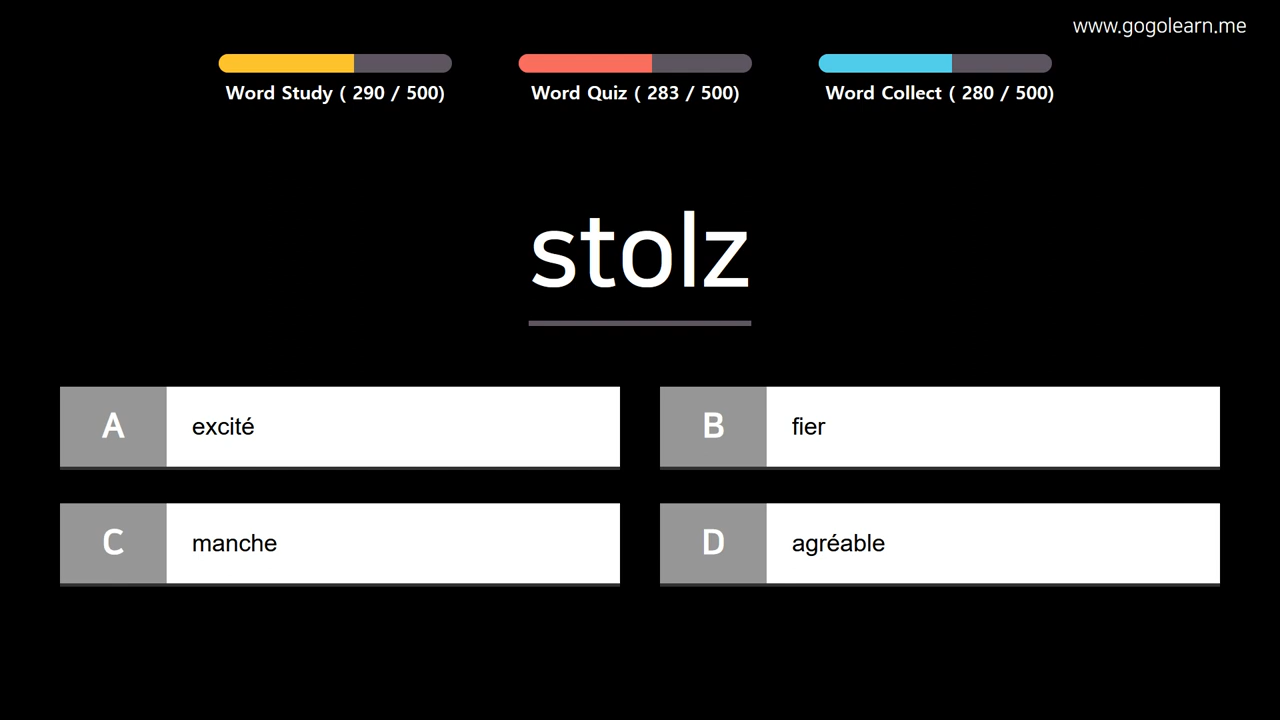 www.gogolearn.me
Word Study ( 290 / 500)
Word Quiz ( 283 / 500)
Word Collect ( 280 / 500)
stolz
A excité
B fier
C manche
D agréable